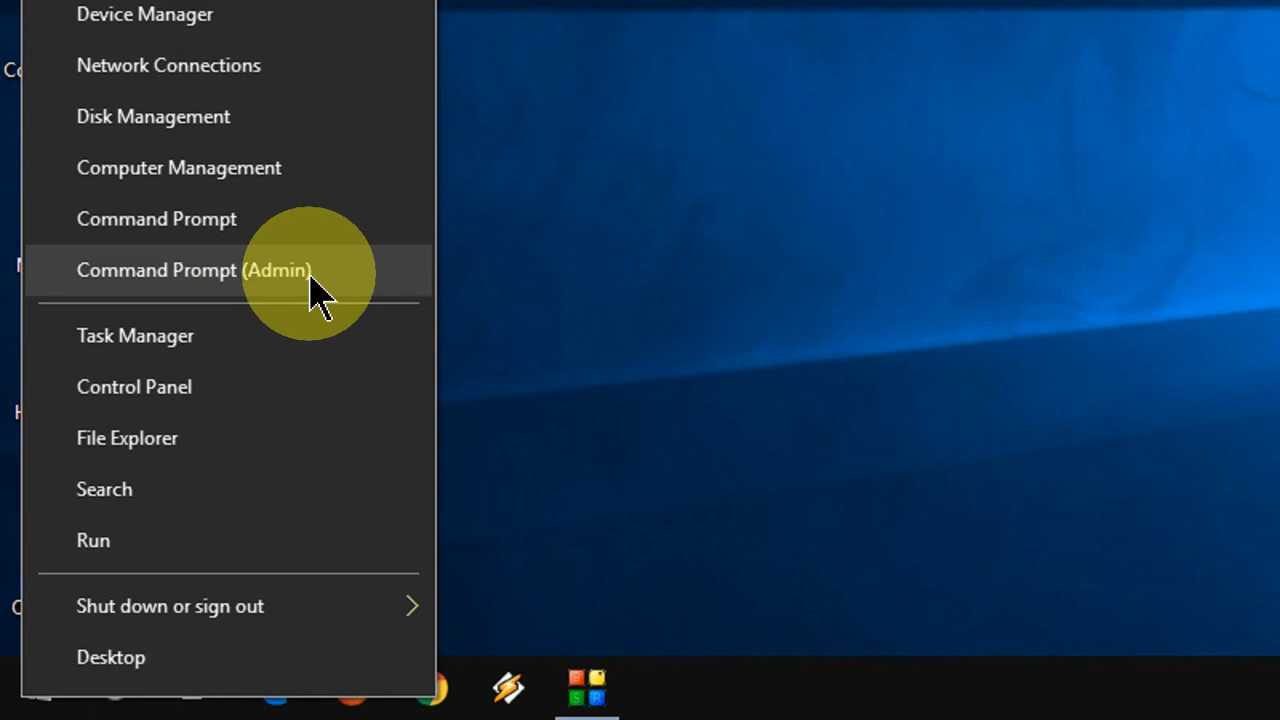 Device Manager
Network Connections
Disk Management
Computer Management
Command Prompt
Command Prompt (Admin)
Task Manager
Control Panel
File Explorer
Search
Run
Shut down or sign out
Desktop